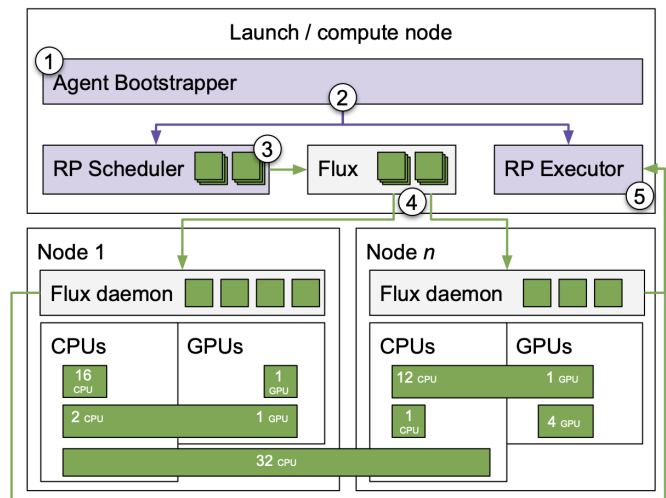 Launch / compute node
1
Agent Bootstrapper
2
RP Scheduler
3
Flux
4
RP Executor
5
Node 1
Flux daemon
CPUs
GPUs
16
CPU
1
GPU
2 CPU
1 GPU
32 CPU
Node n
Flux daemon
CPUs
GPUs
12 CPU
1 GPU
1
CPU
4 GPU